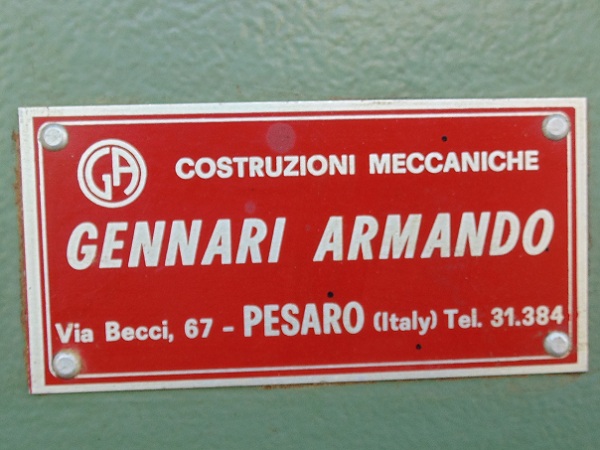 GA COSTRUZIONI MECCANICHE
GENNARI ARMANDO
Via Becci, 67 - PESARO (Italy) Tel. 31.384